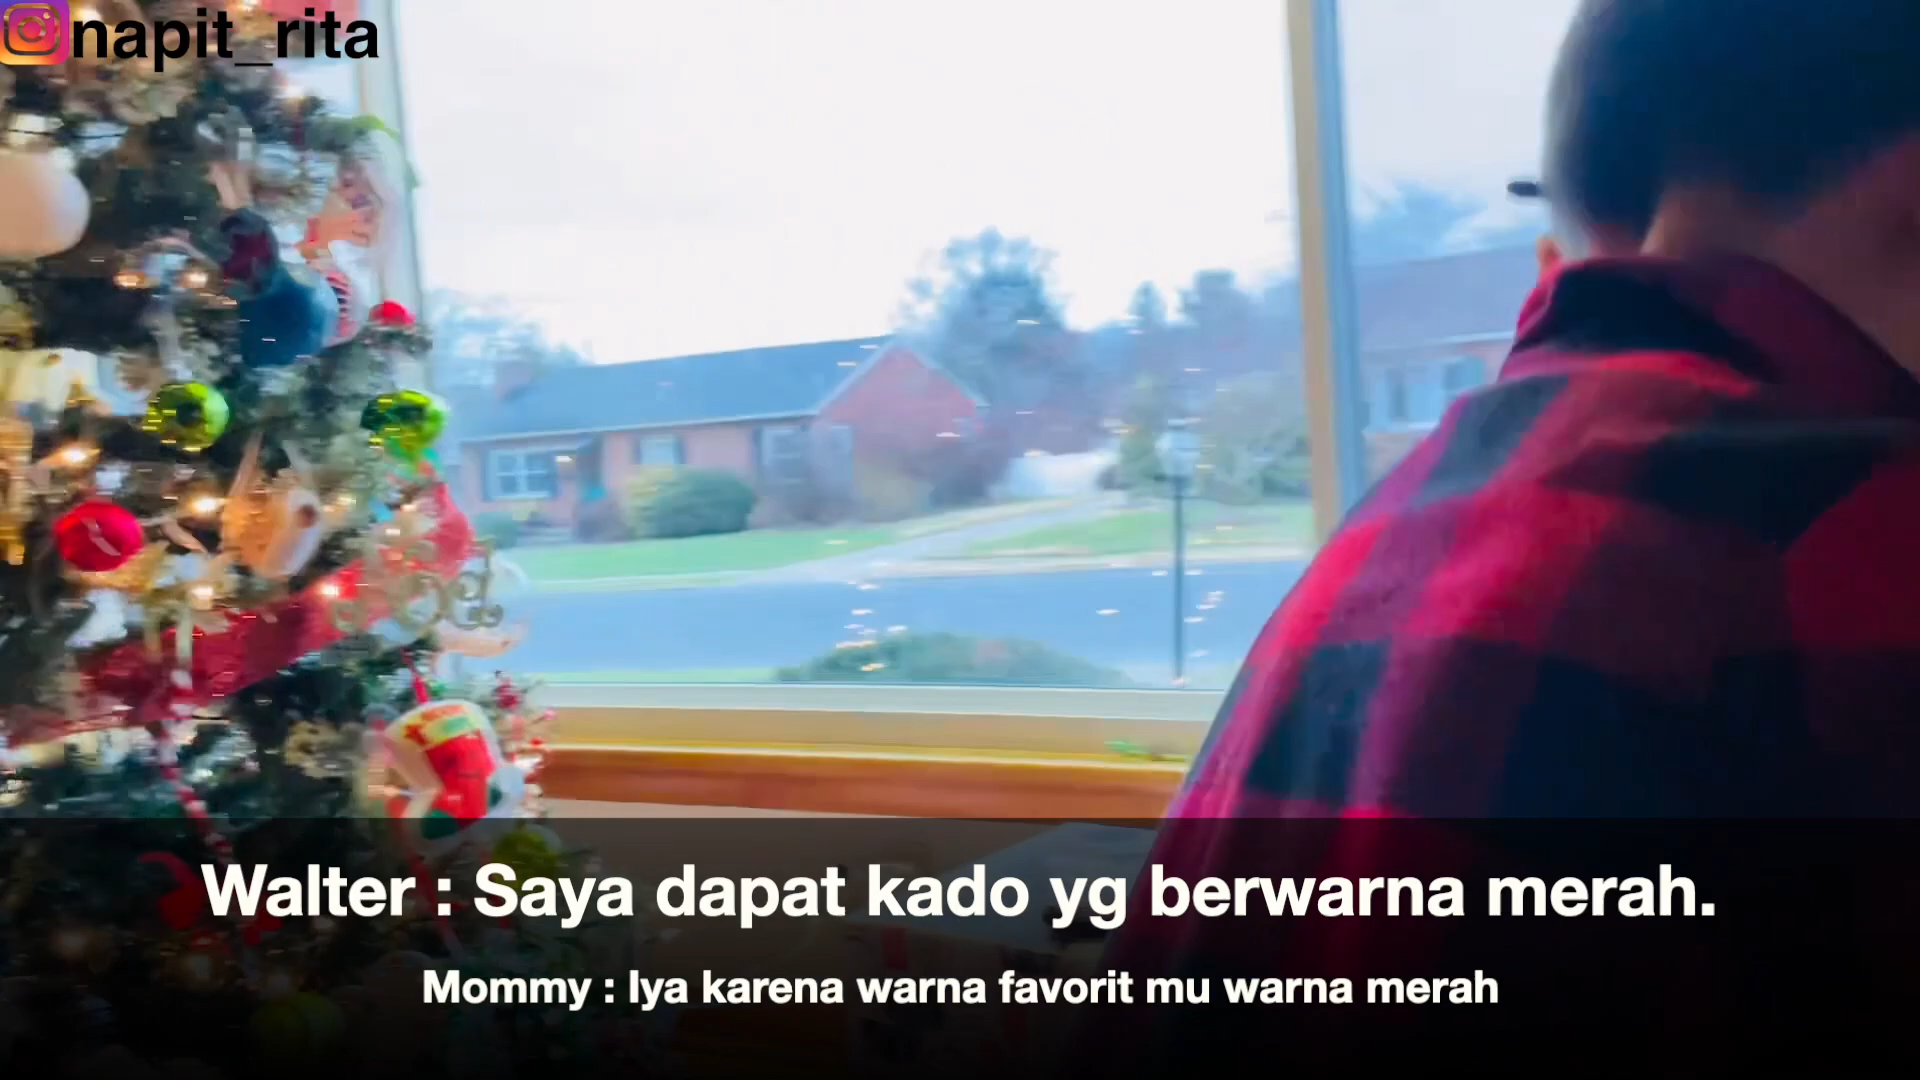 napit_rita
Walter : Saya dapat kado yg berwarna merah.
Mommy : Iya karena warna favorit mu warna merah